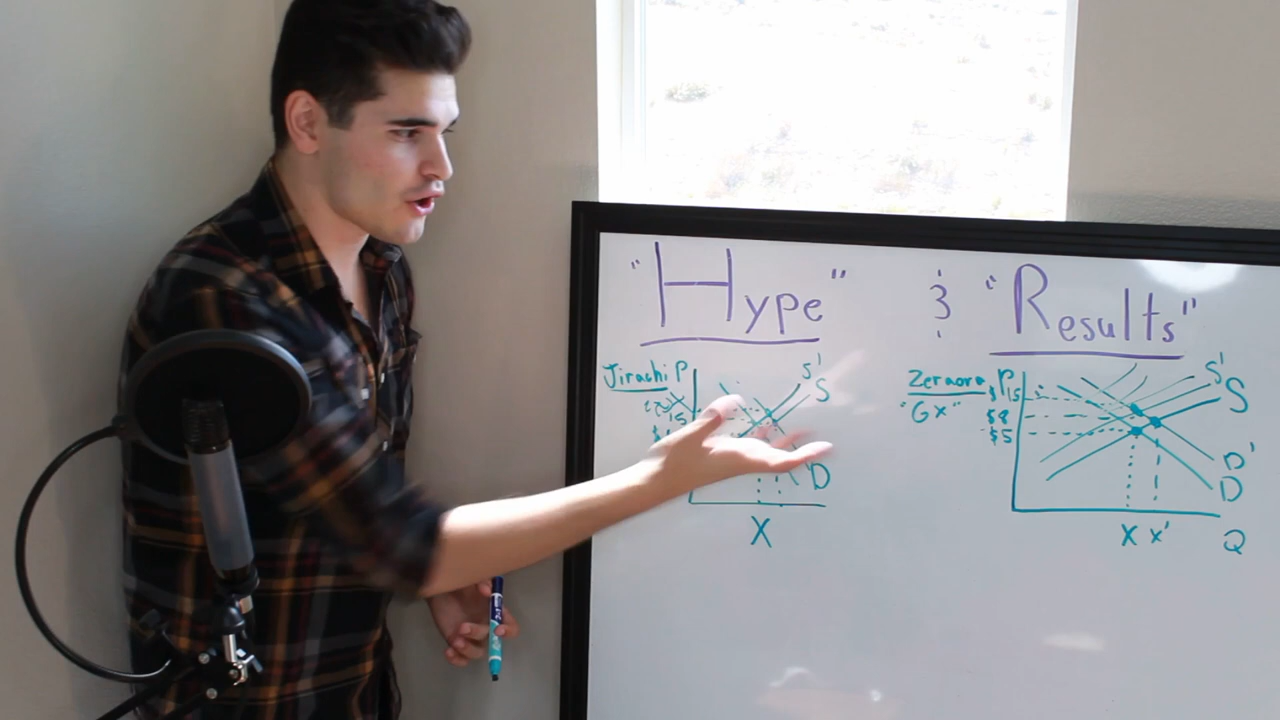 "Hype" & "Results"
Jirachi P
S'
S
D
X
Zeraora P
"GX"
$15
$8
$5
S'
S
D'
D
X X' Q